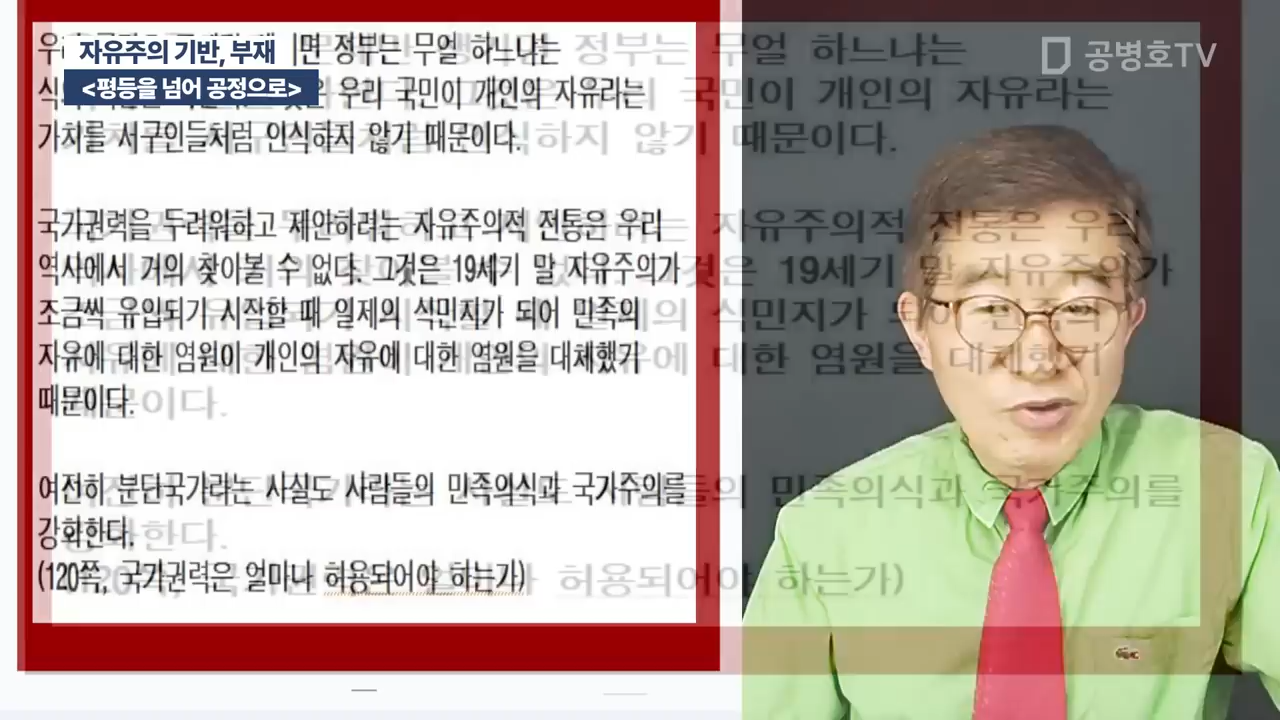 자유주의 기반, 부재
<평등을 넘어 공정으로>
공병호TV
면 정부는 무얼 하느냐는
우리 국민이 개인의 자유라는
가치를 서구인들처럼 인식하지 않기 때문이다.
국가권력을 두려워하고 제안하려는 자유주의적 전통은 우리
역사에서 거의 찾아볼 수 없다. 그것은 19세기 말 자유주의가
조금씩 유입되기 시작할 때 일제의 식민지가 되어 민족의
자유에 대한 염원이 개인의 자유에 대한 염원을 대체했기
때문이다.
여전히 분단국가라는 사실도 사람들의 민족의식과 국가주의를
강화한다.
(120쪽, 국가권력은 얼마나 허용되어야 하는가)